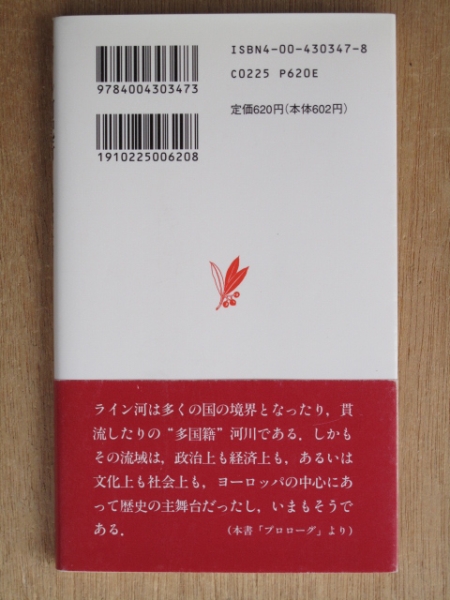 ISBN4-00-430347-8
C0225 P620E
9784004303473
定価620円(本体602円)
1910225006208
ライン河は多くの国の境界となったり，貫
流したりの“多国籍”河川である．しかも
その流域は，政治上も経済上も，あるいは
文化上も社会上も，ヨーロッパの中心にあ
って歴史の主舞台だったし，いまもそうで
ある．
(本書「プロローグ」より)